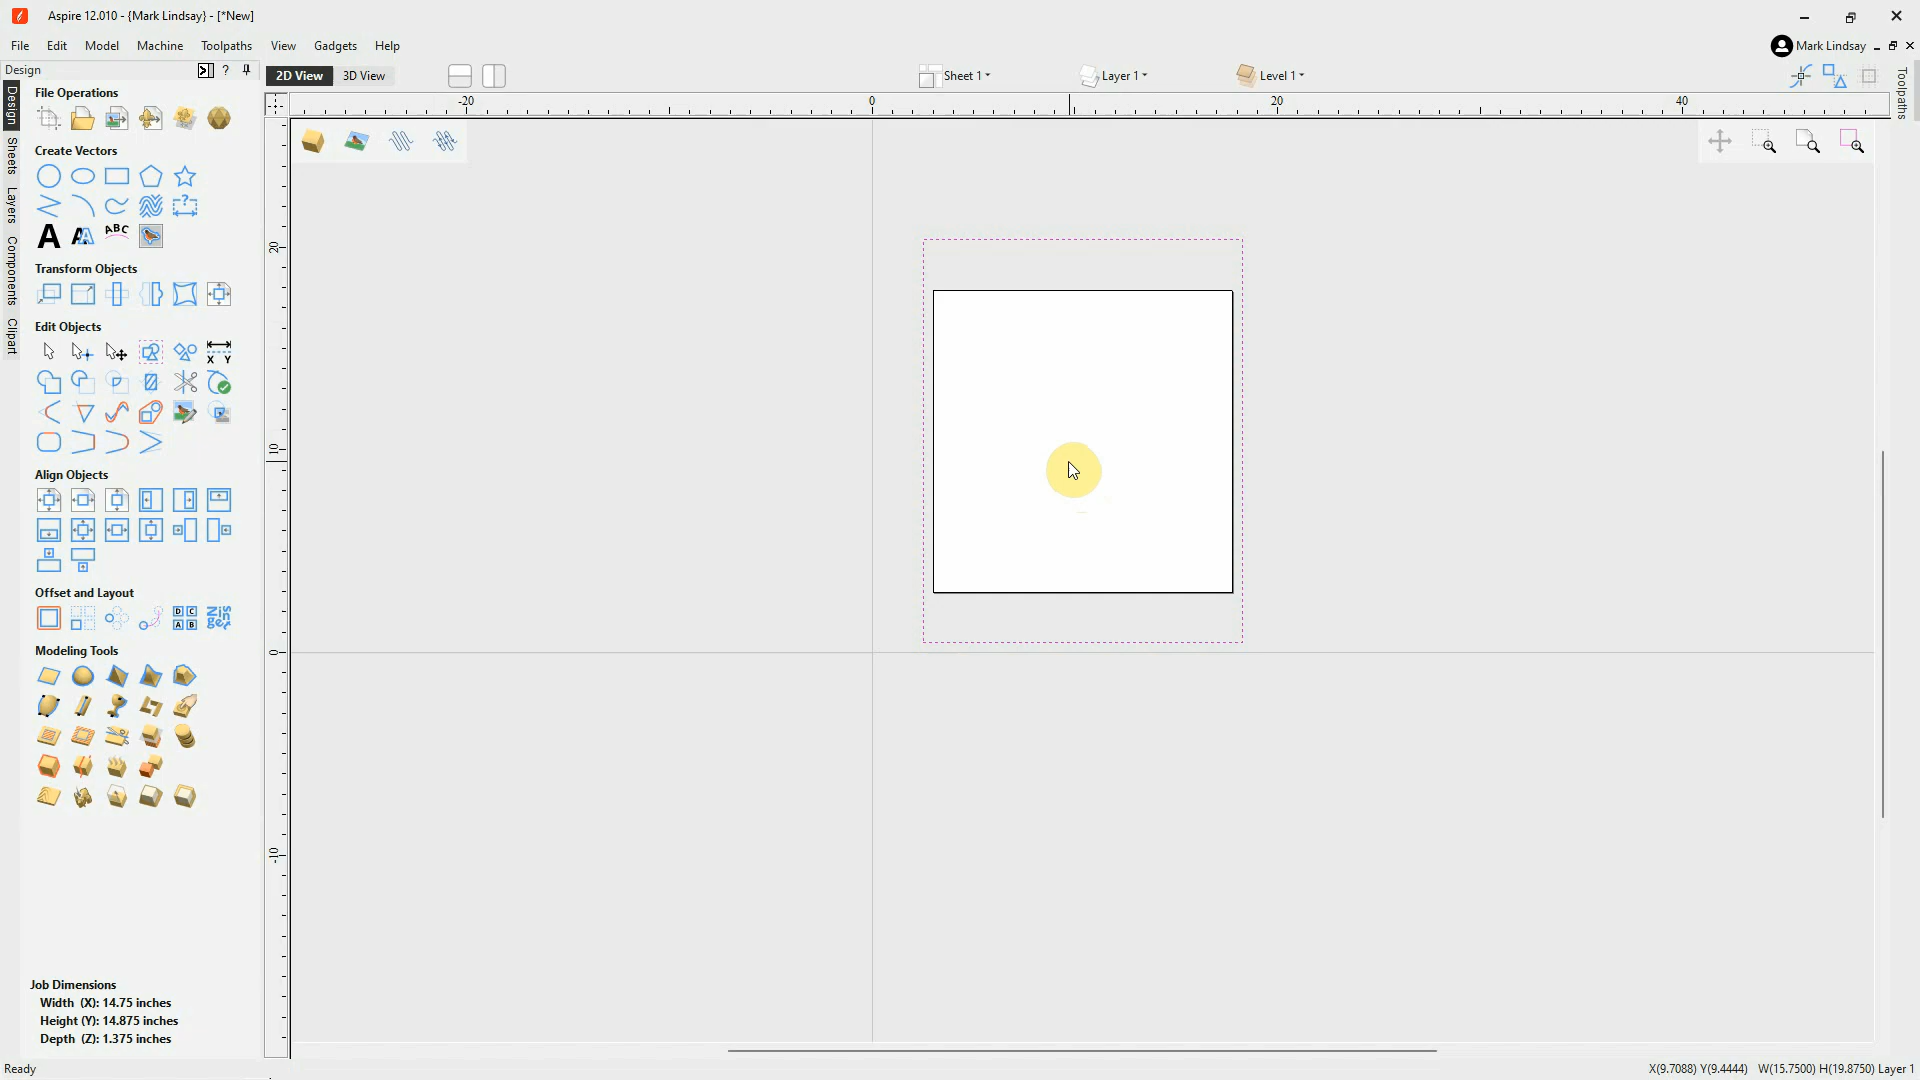 Aspire 12.010 - {Mark Lindsay} - [*New]
File Edit Model Machine Toolpaths View Gadgets Help
Mark Lindsay
Design
?
2D View 3D View
Sheet 1
Layer 1
Level 1
Toolpaths
Design
Sheets
Layers
Components
Clipart
File Operations
Create Vectors
?
A
A
ABC
Transform Objects
Edit Objects
X Y
Align Objects
Offset and Layout
D C
A B
Modeling Tools
-20
0
20
40
20
10
0
-10
Job Dimensions
Width (X): 14.75 inches
Height (Y): 14.875 inches
Depth (Z): 1.375 inches
Ready
X(9.7088) Y(9.4444) W(15.7500) H(19.8750) Layer 1